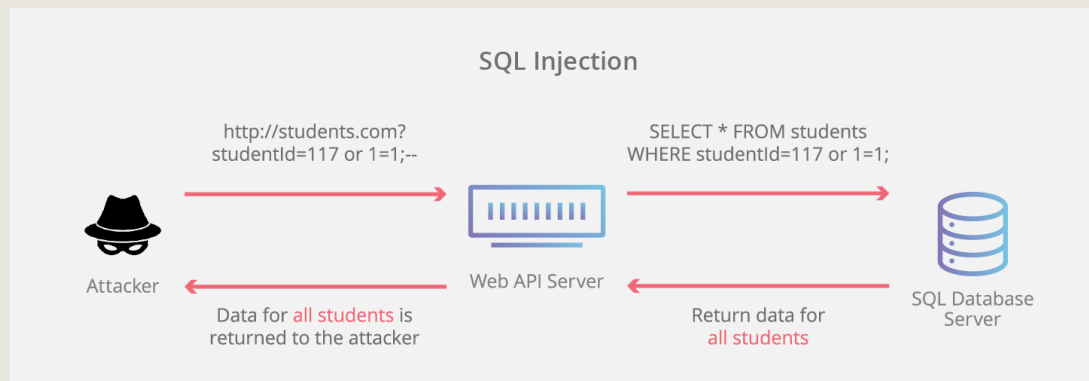 SQL Injection
http://students.com?
studentId=117 or 1=1;--
SELECT * FROM students
WHERE studentId=117 or 1=1;
Attacker
Web API Server
SQL Database
Server
Data for all students is
returned to the attacker
Return data for
all students